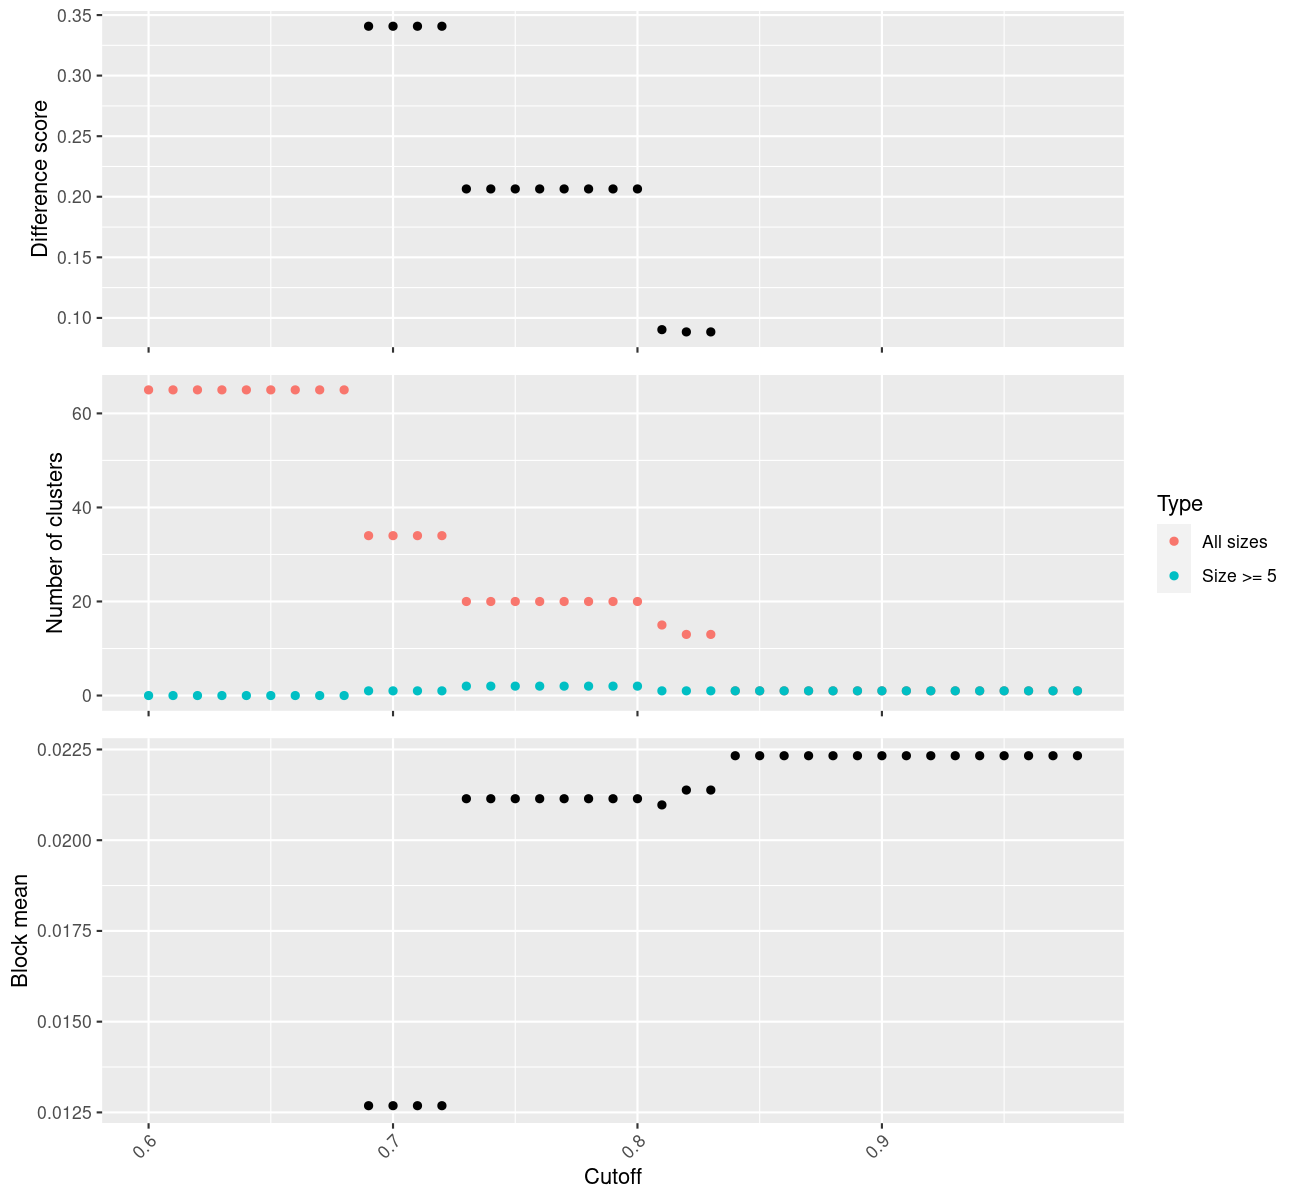 Difference score
0.35
0.30
0.25
0.20
0.15
0.10
Number of clusters
60
40
20
0
Type
All sizes
Size >= 5
Block mean
0.0225
0.0200
0.0175
0.0150
0.0125
0.6 0.7 0.8 0.9
Cutoff